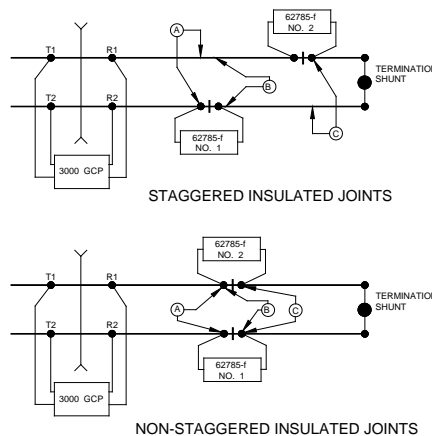 62785-f
NO. 2
A
T1
R1
TERMINATION
SHUNT
B
T2
R2
C
62785-f
NO. 1
3000 GCP
STAGGERED INSULATED JOINTS
62785-f
NO. 2
T1
R1
TERMINATION
SHUNT
A
B
C
T2
R2
62785-f
NO. 1
3000 GCP
NON-STAGGERED INSULATED JOINTS